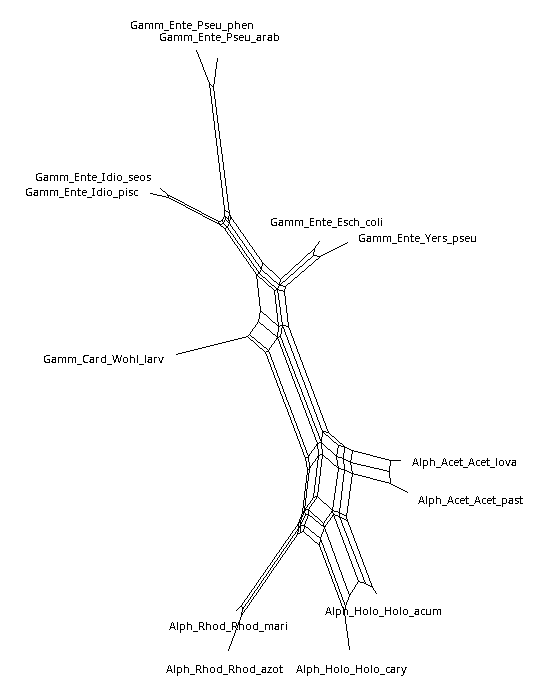 Gamm_Ente_Pseu_phen
Gamm_Ente_Pseu_arab
Gamm_Ente_Idio_seos
Gamm_Ente_Idio_pisc
Gamm_Ente_Esch_coli
Gamm_Ente_Yers_pseu
Gamm_Card_Wohl_larv
Alph_Acet_Acet_lova
Alph_Acet_Acet_past
Alph_Holo_Holo_acum
Alph_Rhod_Rhod_mari
Alph_Rhod_Rhod_azot
Alph_Holo_Holo_cary